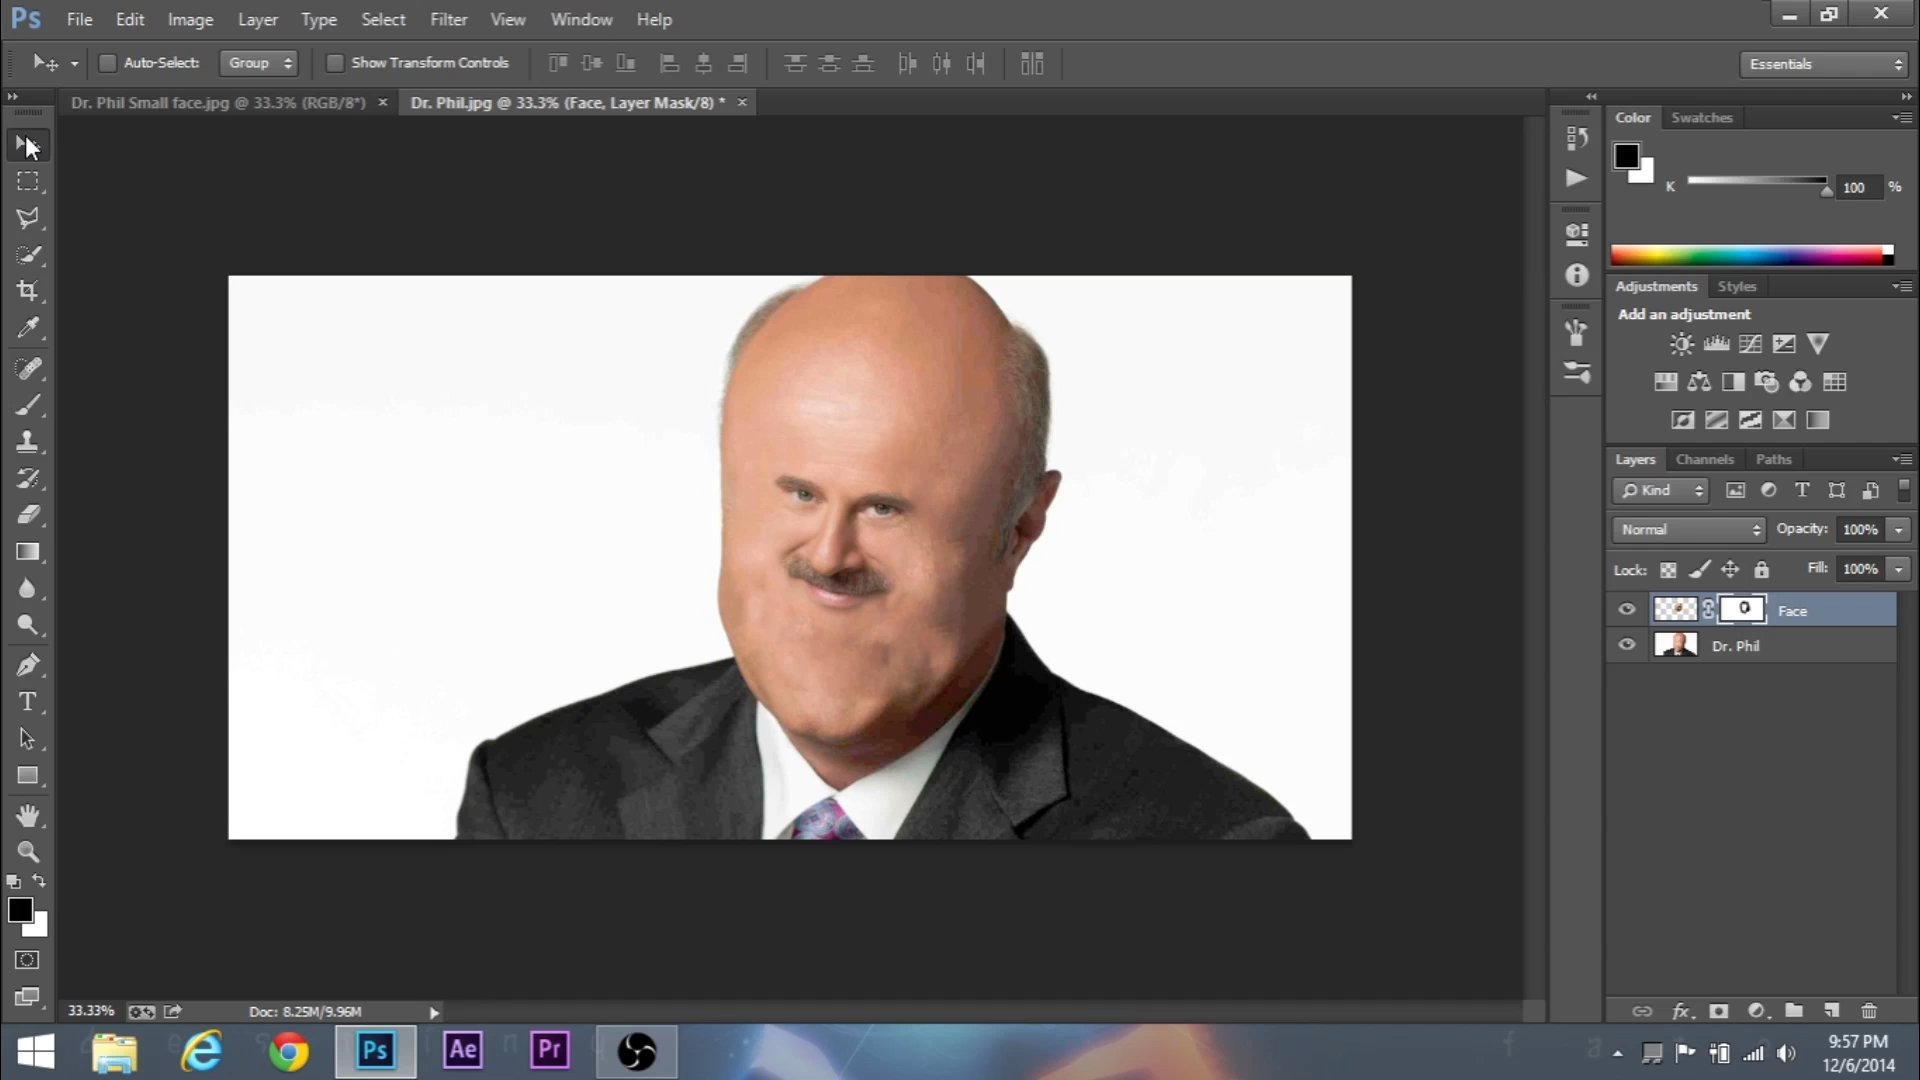 Ps File Edit Image Layer Type Select Filter View Window Help
Auto-Select: Group Show Transform Controls Essentials
Dr. Phil Small face.jpg @ 33.3% (RGB/8*) × Dr. Phil.jpg @ 33.3% (Face, Layer Mask/8) * ×
Color Swatches
K 100 %
Adjustments Styles
Add an adjustment
Layers Channels Paths
Kind
Normal Opacity: 100%
Lock: Fill: 100%
Face
Dr. Phil
T
33.33% Doc: 8.25M/9.96M
fx
Ps Ae Pr
9:57 PM
12/6/2014